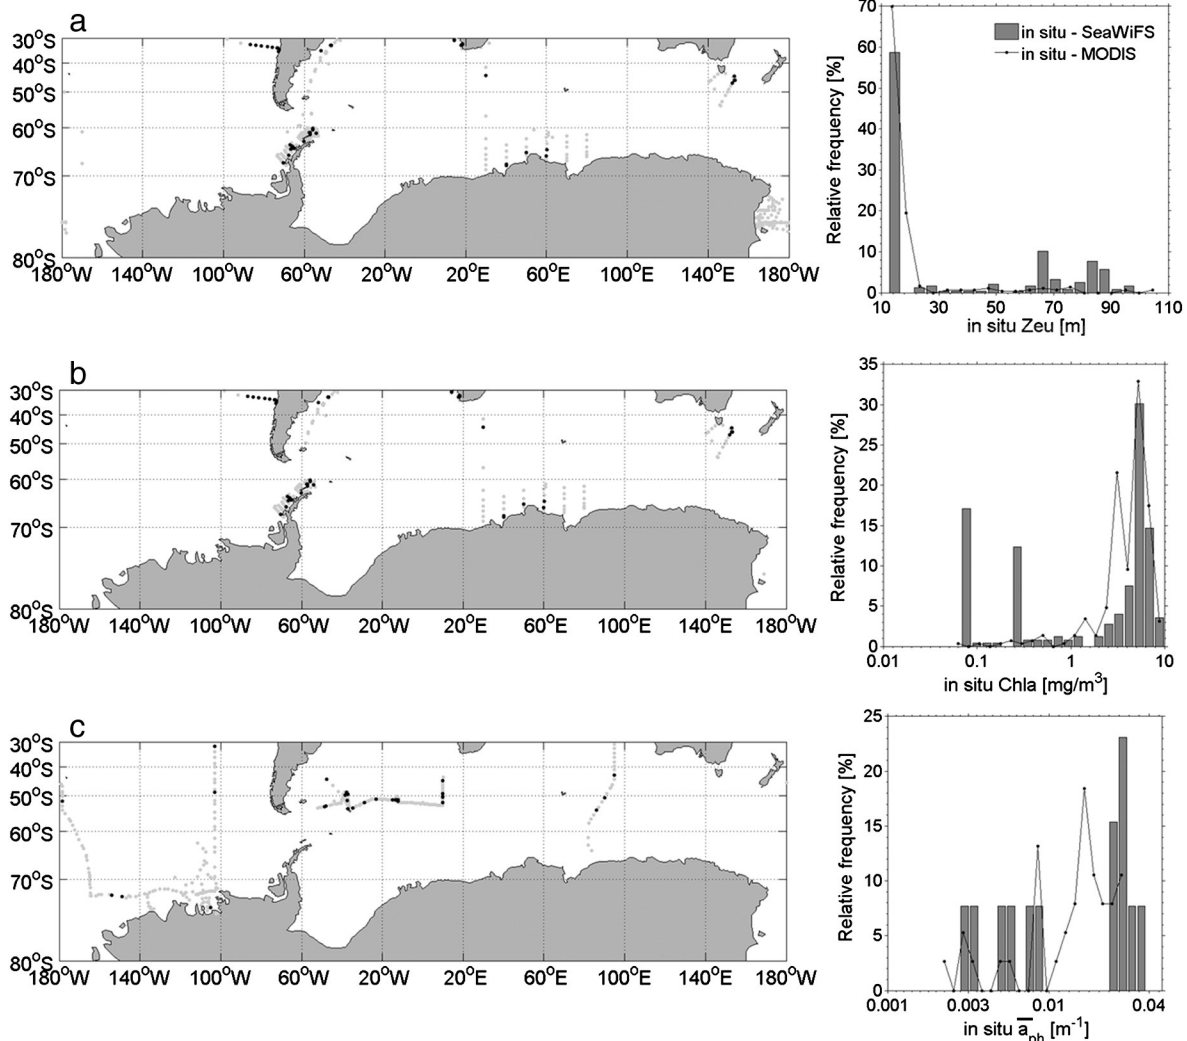 a
30°S
40°S
50°S
60°S
70°S
80°S
180°W 140°W 100°W 60°W 20°W 20°E 60°E 100°E 140°E 180°W
70
60
50
40
30
20
10
0
Relative frequency [%]
in situ - SeaWiFS
in situ - MODIS
10 30 50 70 90 110
in situ Zeu [m]
b
30°S
40°S
50°S
60°S
70°S
80°S
180°W 140°W 100°W 60°W 20°W 20°E 60°E 100°E 140°E 180°W
35
30
25
20
15
10
5
0
Relative frequency [%]
0.01 0.1 1 10
in situ Chla [mg/m³]
c
30°S
40°S
50°S
60°S
70°S
80°S
180°W 140°W 100°W 60°W 20°W 20°E 60°E 100°E 140°E 180°W
25
20
15
10
5
0
Relative frequency [%]
0.001 0.003 0.01 0.04
in situ a̅ph [m⁻¹]